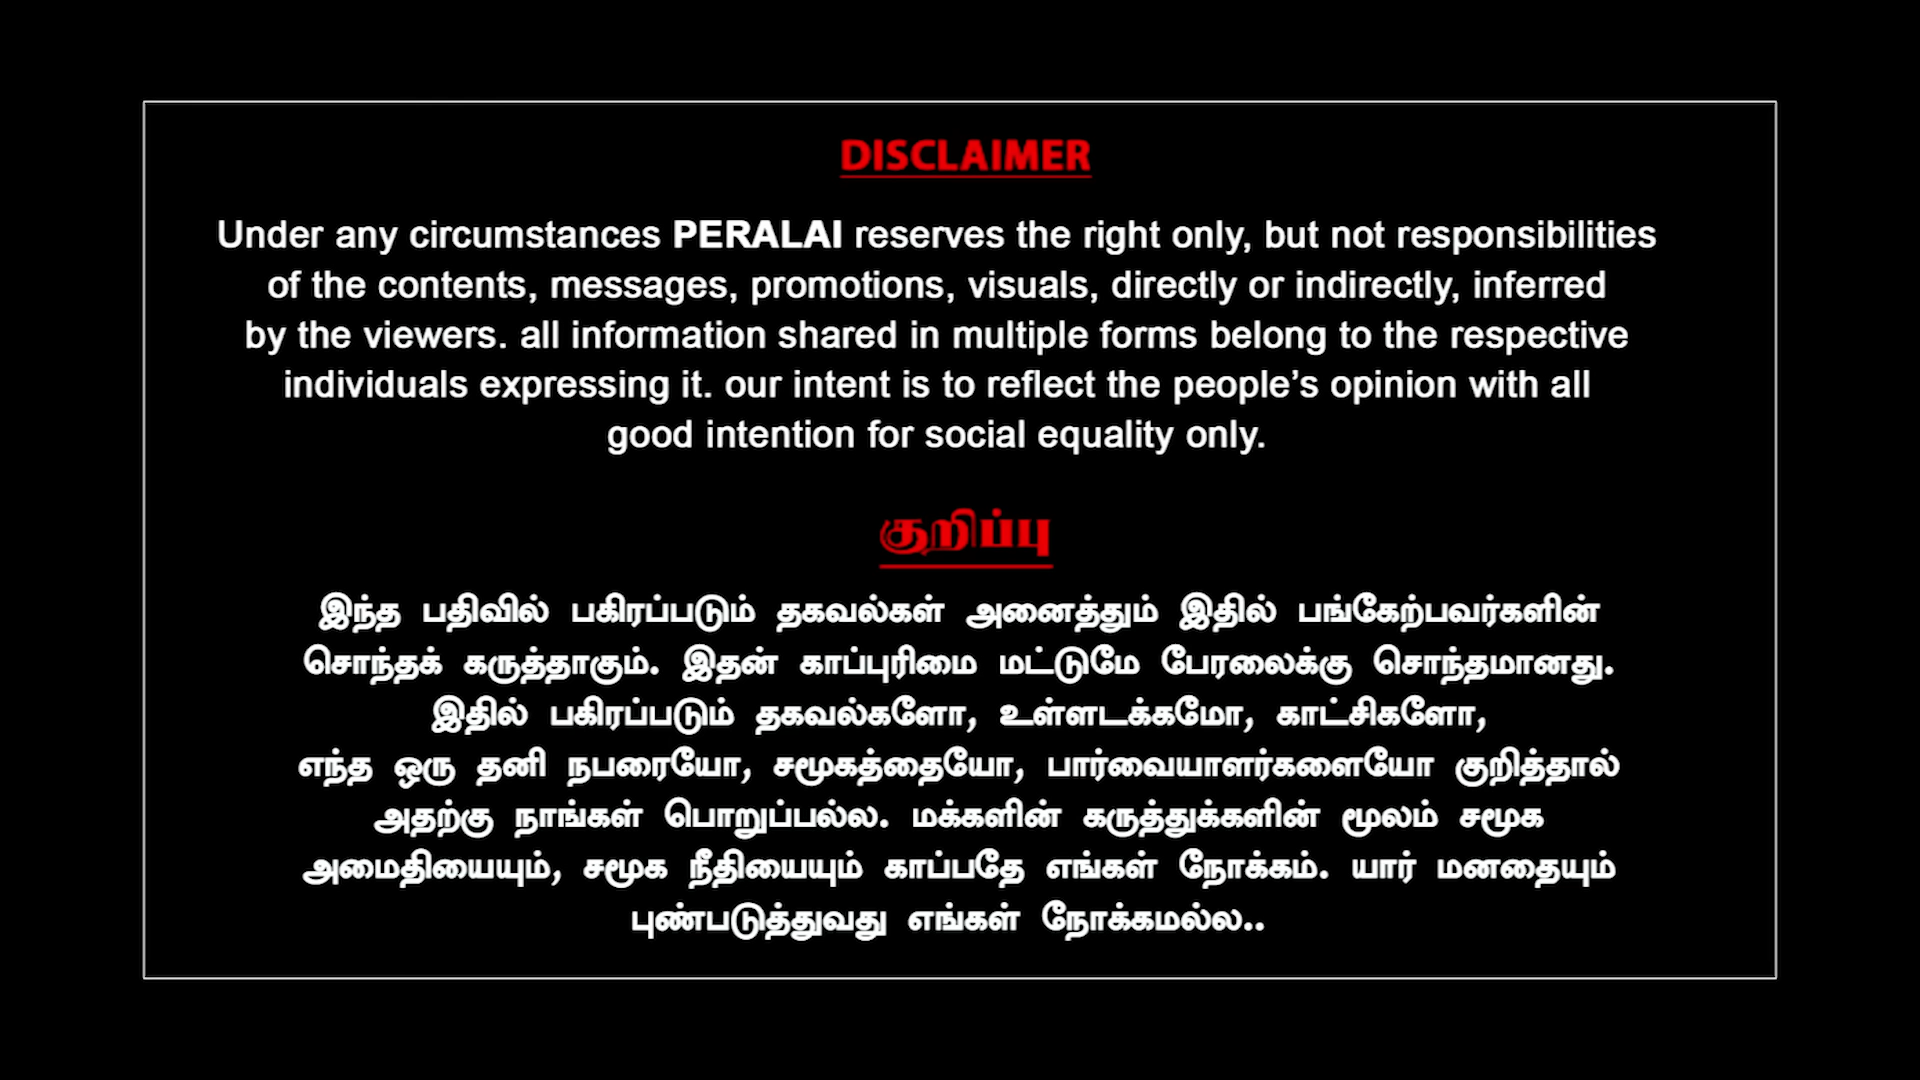 DISCLAIMER
Under any circumstances PERALAI reserves the right only, but not responsibilities
of the contents, messages, promotions, visuals, directly or indirectly, inferred
by the viewers. all information shared in multiple forms belong to the respective
individuals expressing it. our intent is to reflect the people’s opinion with all
good intention for social equality only.
குறிப்பு
இந்த பதிவில் பகிரப்படும் தகவல்கள் அனைத்தும் இதில் பங்கேற்பவர்களின்
சொந்தக் கருத்தாகும். இதன் காப்புரிமை மட்டுமே பேரலைக்கு சொந்தமானது.
இதில் பகிரப்படும் தகவல்களோ, உள்ளடக்கமோ, காட்சிகளோ,
எந்த ஒரு தனி நபரையோ, சமூகத்தையோ, பார்வையாளர்களையோ குறித்தால்
அதற்கு நாங்கள் பொறுப்பல்ல. மக்களின் கருத்துக்களின் மூலம் சமூக
அமைதியையும், சமூக நீதியையும் காப்பதே எங்கள் நோக்கம். யார் மனதையும்
புண்படுத்துவது எங்கள் நோக்கமல்ல..